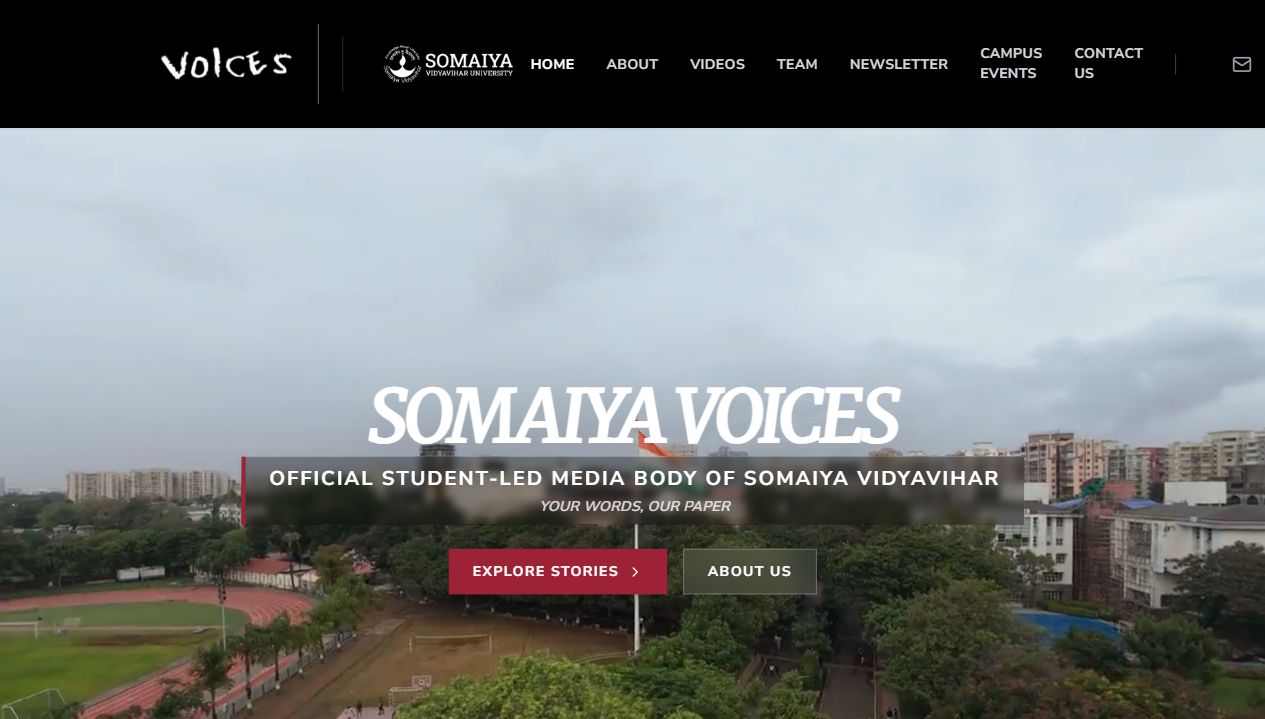 VOICES
SOMAIYA
VIDYAVIHAR UNIVERSITY
HOME
ABOUT
VIDEOS
TEAM
NEWSLETTER
CAMPUS EVENTS
CONTACT US
SOMAIYA VOICES
OFFICIAL STUDENT-LED MEDIA BODY OF SOMAIYA VIDYAVIHAR
YOUR WORDS, OUR PAPER
EXPLORE STORIES
ABOUT US